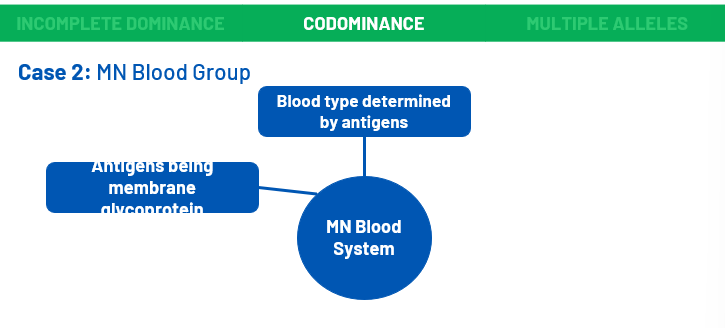 INCOMPLETE DOMINANCE CODOMINANCE MULTIPLE ALLELES
Case 2: MN Blood Group
Blood type determined
by antigens
Antigens being
membrane
glycoprotein
MN Blood
System